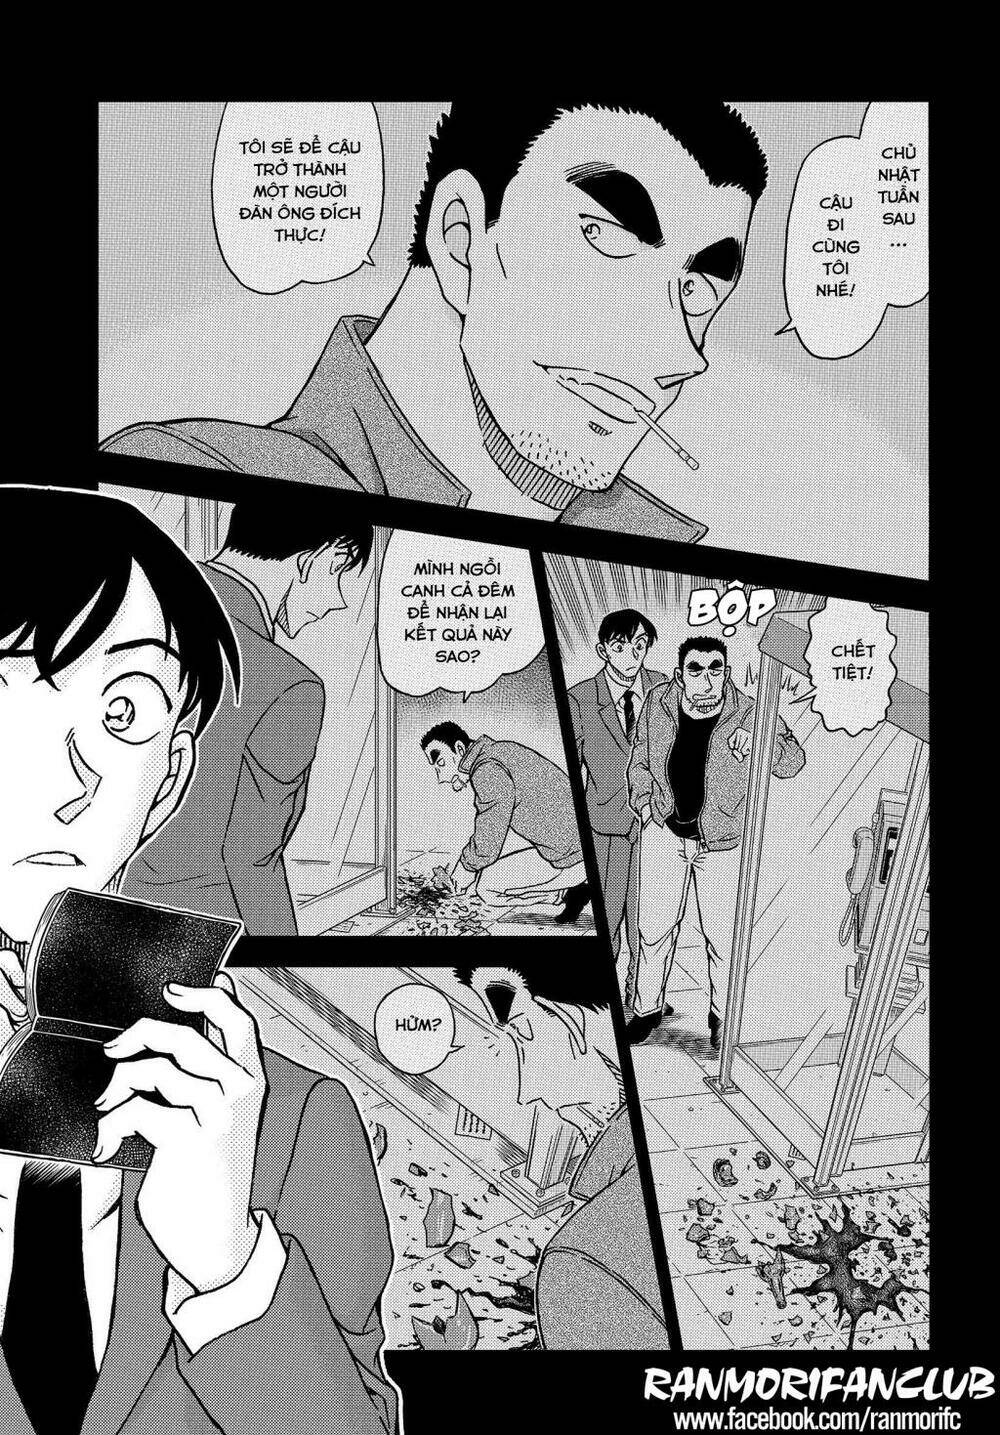 CHỦ
NHẬT
TUẦN
SAU
...
CẬU
ĐI
CÙNG
TÔI
NHÉ!
TÔI SẼ ĐỂ CẬU
TRỞ THÀNH
MỘT NGƯỜI
ĐÀN ÔNG ĐÍCH
THỰC!
BỘP
CHẾT
TIỆT!
MÌNH NGỒI
CANH CẢ ĐÊM
ĐỂ NHẬN LẠI
KẾT QUẢ NÀY
SAO?
HỬM?
RANMORIFANCLUB
www.facebook.com/ranmorifc